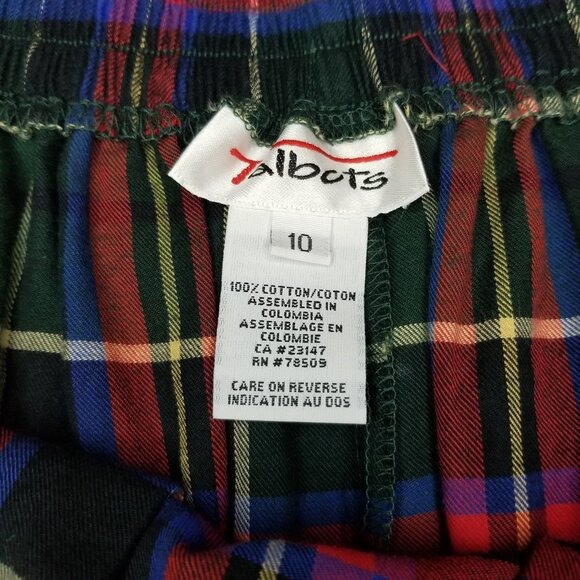 Talbots
10
100% COTTON/COTON
ASSEMBLED IN
COLOMBIA
ASSEMBLAGE EN
COLOMBIE
CA #23147
RN #78509
CARE ON REVERSE
INDICATION AU DOS